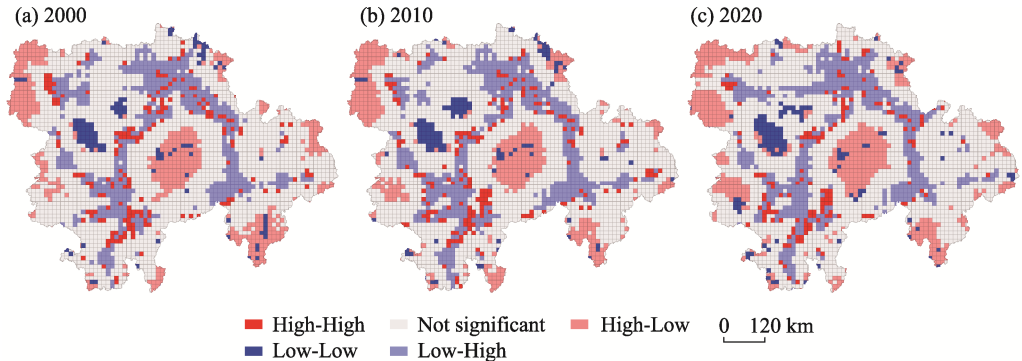 (a) 2000 (b) 2010 (c) 2020
High-High Not significant High-Low 0 120 km
Low-Low Low-High